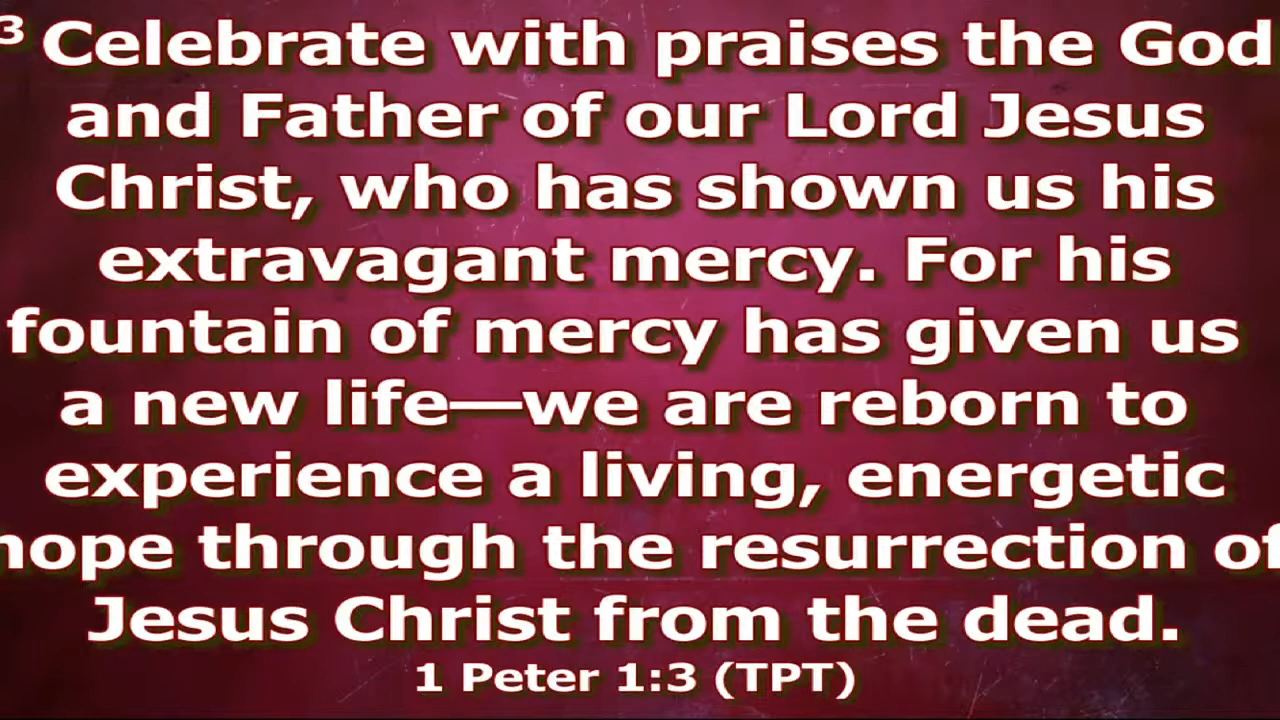 3 Celebrate with praises the God
and Father of our Lord Jesus
Christ, who has shown us his
extravagant mercy. For his
fountain of mercy has given us
a new life—we are reborn to
experience a living, energetic
hope through the resurrection of
Jesus Christ from the dead.
1 Peter 1:3 (TPT)